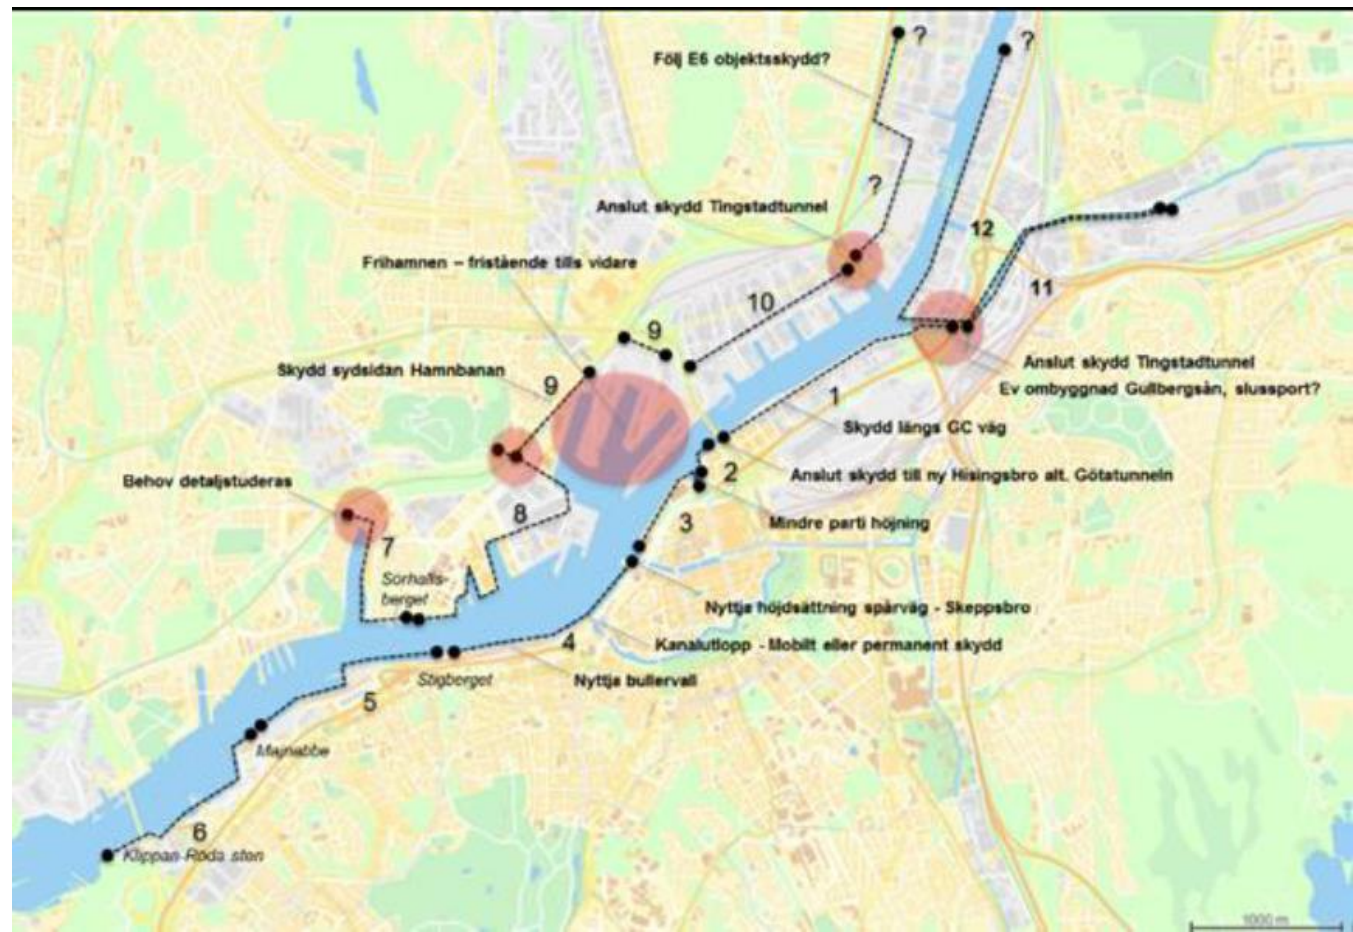 ?
?
Följ E6 objektsskydd?
?
Anslut skydd Tingstadtunnel
12
Frihamnen – fristående tills vidare
11
10
9
Anslut skydd Tingstadtunnel
Skydd sydsidan Hamnbanan
9
Ev ombyggnad Gullbergsån, slussport?
1
Skydd längs GC väg
2
Anslut skydd till ny Hisingsbro alt. Götatunneln
Behov detaljstuderas
8
3
Mindre parti höjning
7
Sörhalls-
berget
Nyttja höjdsättning spårväg - Skeppsbro
4
Kanalutlopp - Mobilt eller permanent skydd
Stigberget
Nyttja bullervall
5
Majnabbe
6
Klippan-Röda sten
1000 m